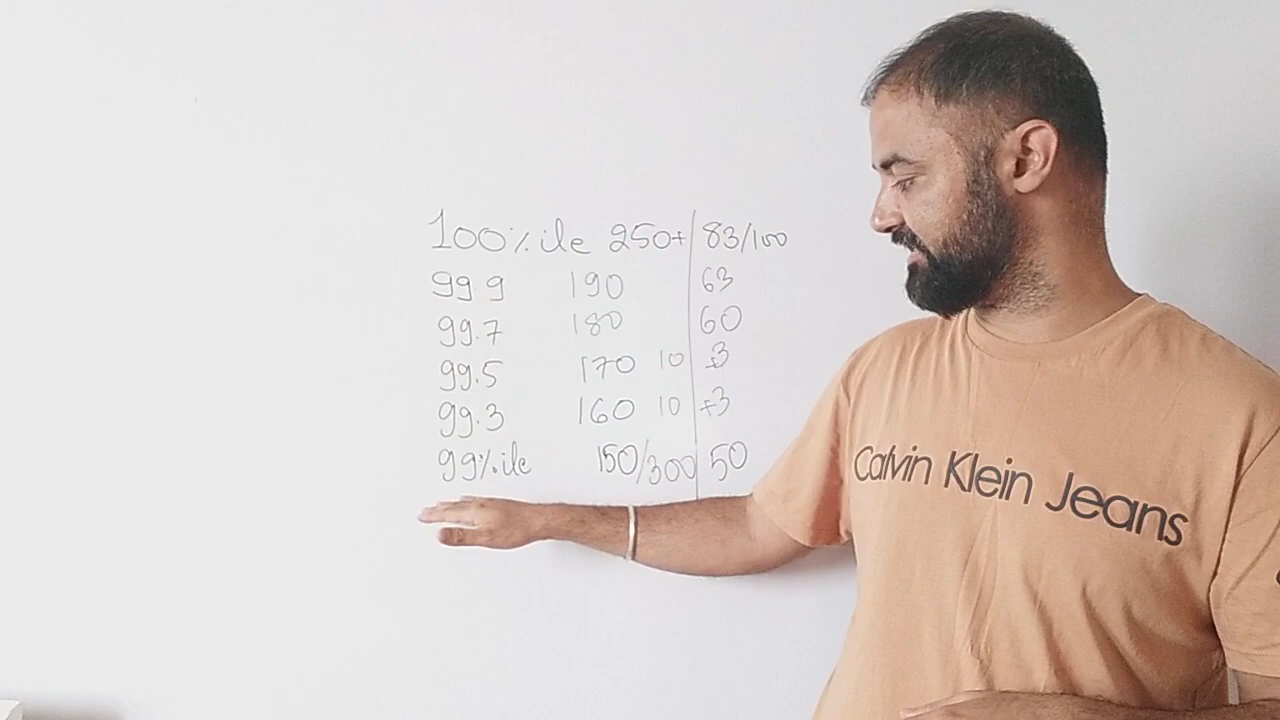 100%ile 250+ 83/100
99.9 190 63
99.7 180 60
99.5 170 10 +3
99.3 160 10 +3
99%ile 150/300 50
Calvin Klein Jeans